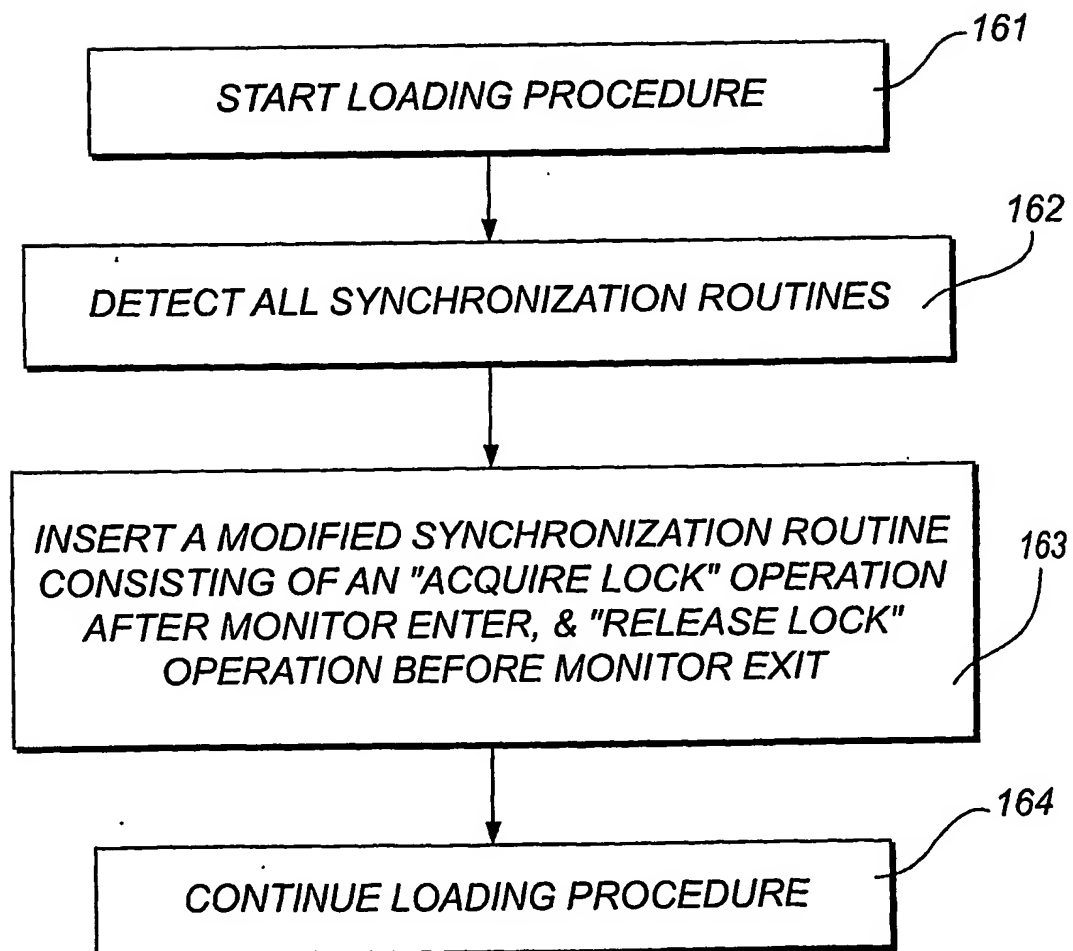 161
START LOADING PROCEDURE
162
DETECT ALL SYNCHRONIZATION ROUTINES
INSERT A MODIFIED SYNCHRONIZATION ROUTINE
CONSISTING OF AN "ACQUIRE LOCK" OPERATION
AFTER MONITOR ENTER, & "RELEASE LOCK"
OPERATION BEFORE MONITOR EXIT
163
164
CONTINUE LOADING PROCEDURE